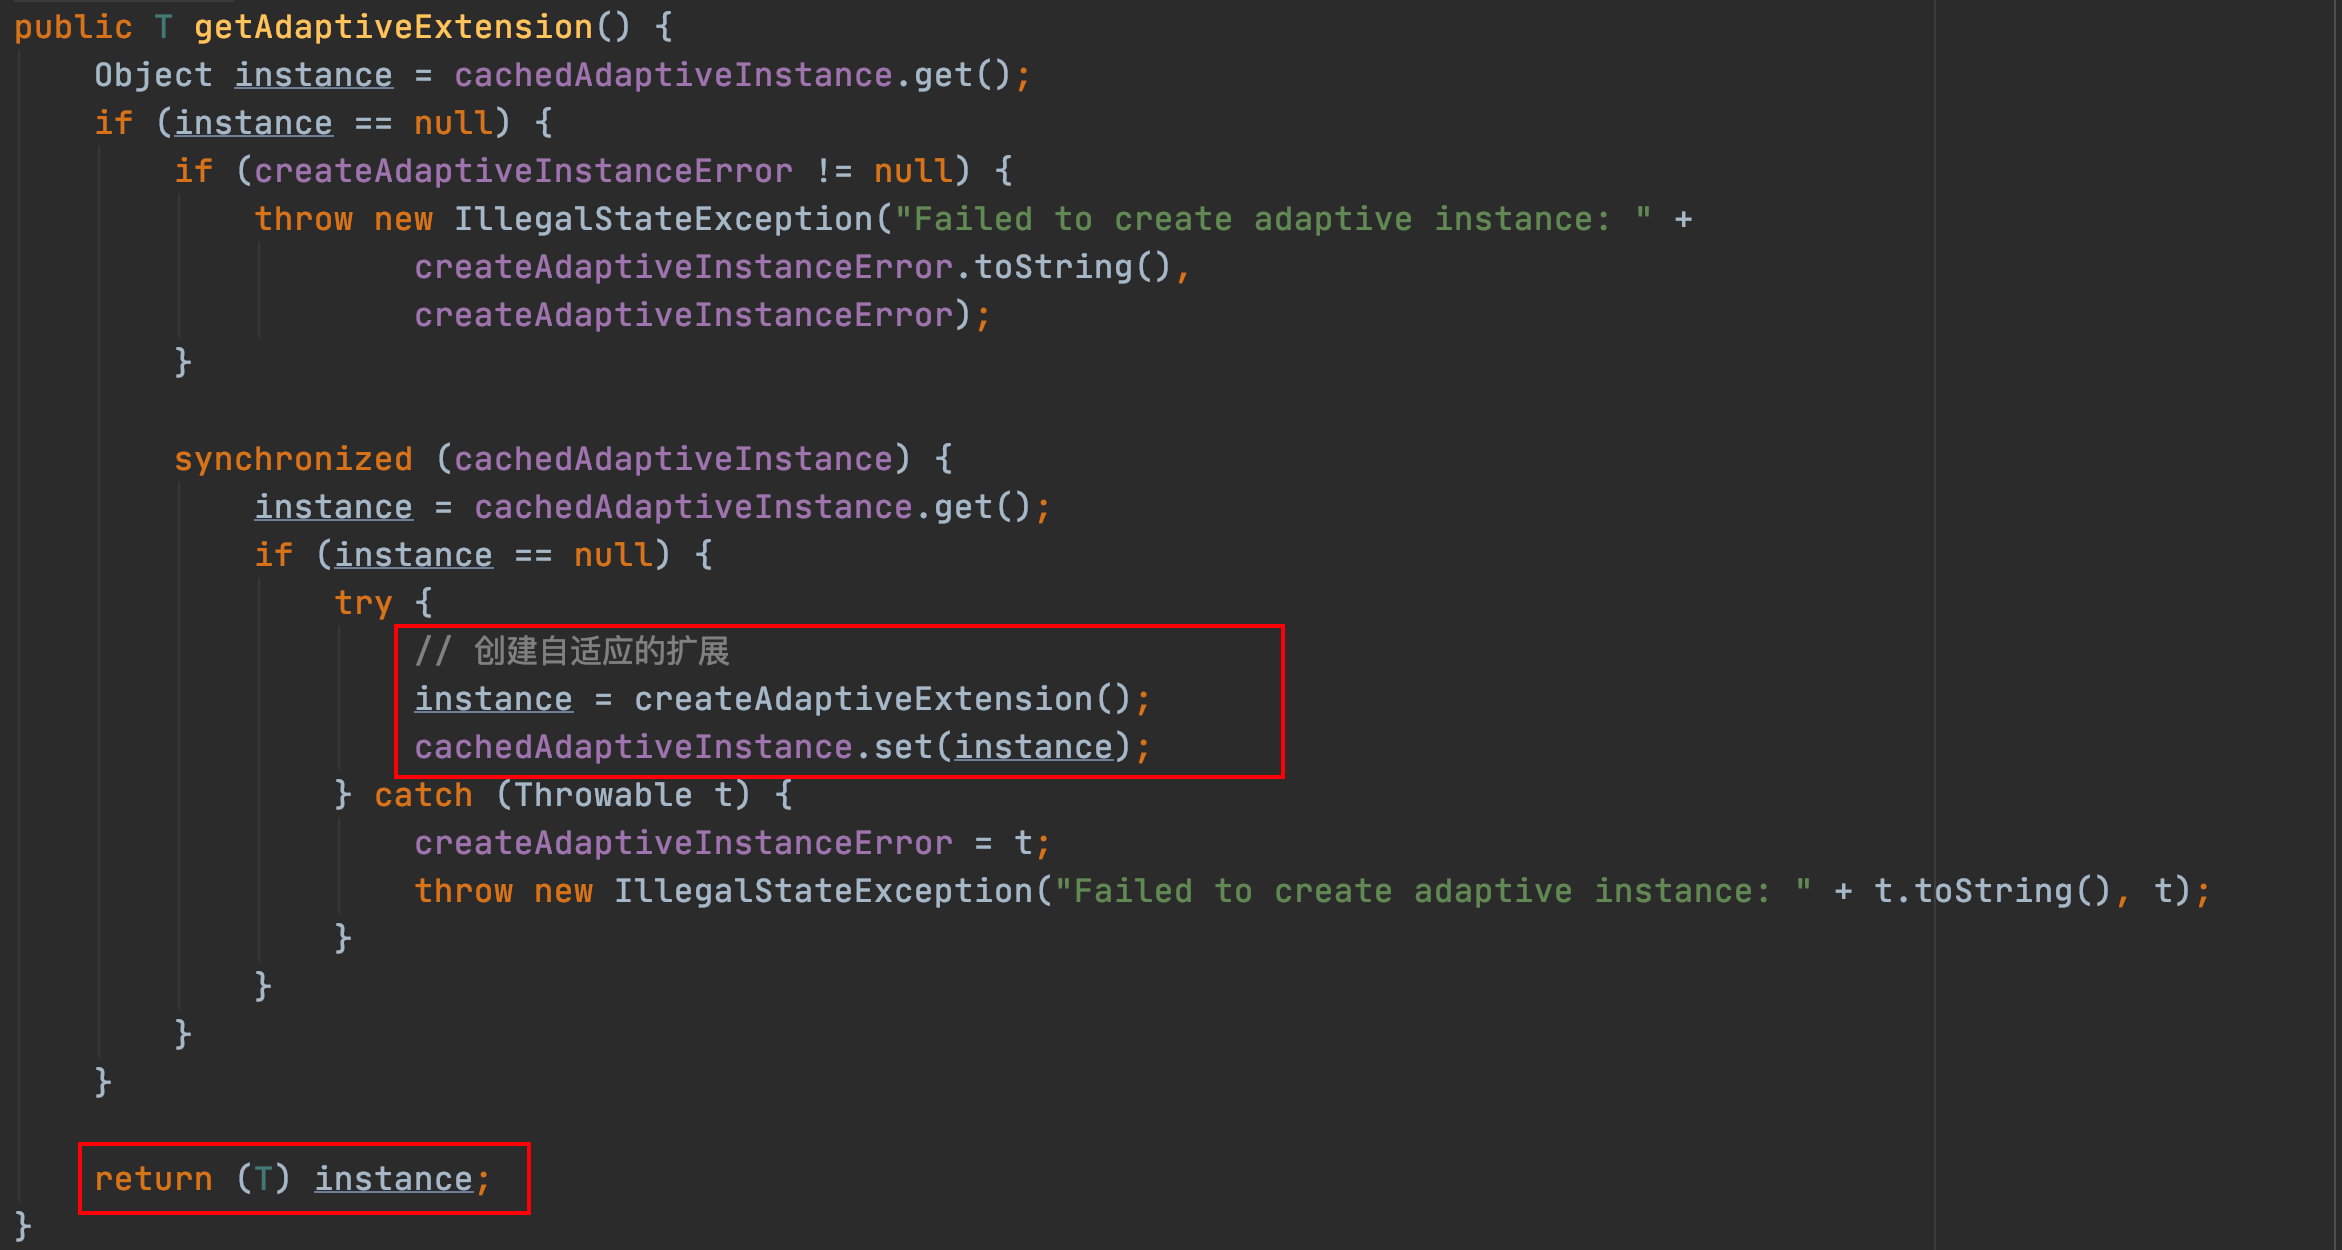 public T getAdaptiveExtension() {
    Object instance = cachedAdaptiveInstance.get();
    if (instance == null) {
        if (createAdaptiveInstanceError != null) {
            throw new IllegalStateException("Failed to create adaptive instance: " +
                    createAdaptiveInstanceError.toString(),
                    createAdaptiveInstanceError);
        }

        synchronized (cachedAdaptiveInstance) {
            instance = cachedAdaptiveInstance.get();
            if (instance == null) {
                try {
                    // 创建自适应的扩展
                    instance = createAdaptiveExtension();
                    cachedAdaptiveInstance.set(instance);
                } catch (Throwable t) {
                    createAdaptiveInstanceError = t;
                    throw new IllegalStateException("Failed to create adaptive instance: " + t.toString(), t);
                }
            }
        }
    }

    return (T) instance;
}